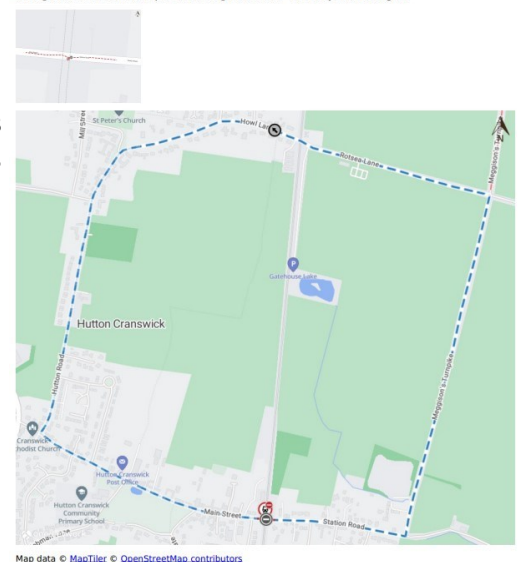 St Peter's Church
Mill Street
Howl Lane
Rotsea-Lane
N
Meggison's Turnpike
P
Gatehouse Lake
Hutton Cranswick
Hutton Road
Meggison's-Turnpike
Cranswick
Methodist Church
Hutton Cranswick
Post Office
Hutton Cranswick
Community
Primary School
Main-Street
Station Road
Map data © MapTiler © OpenStreetMap contributors